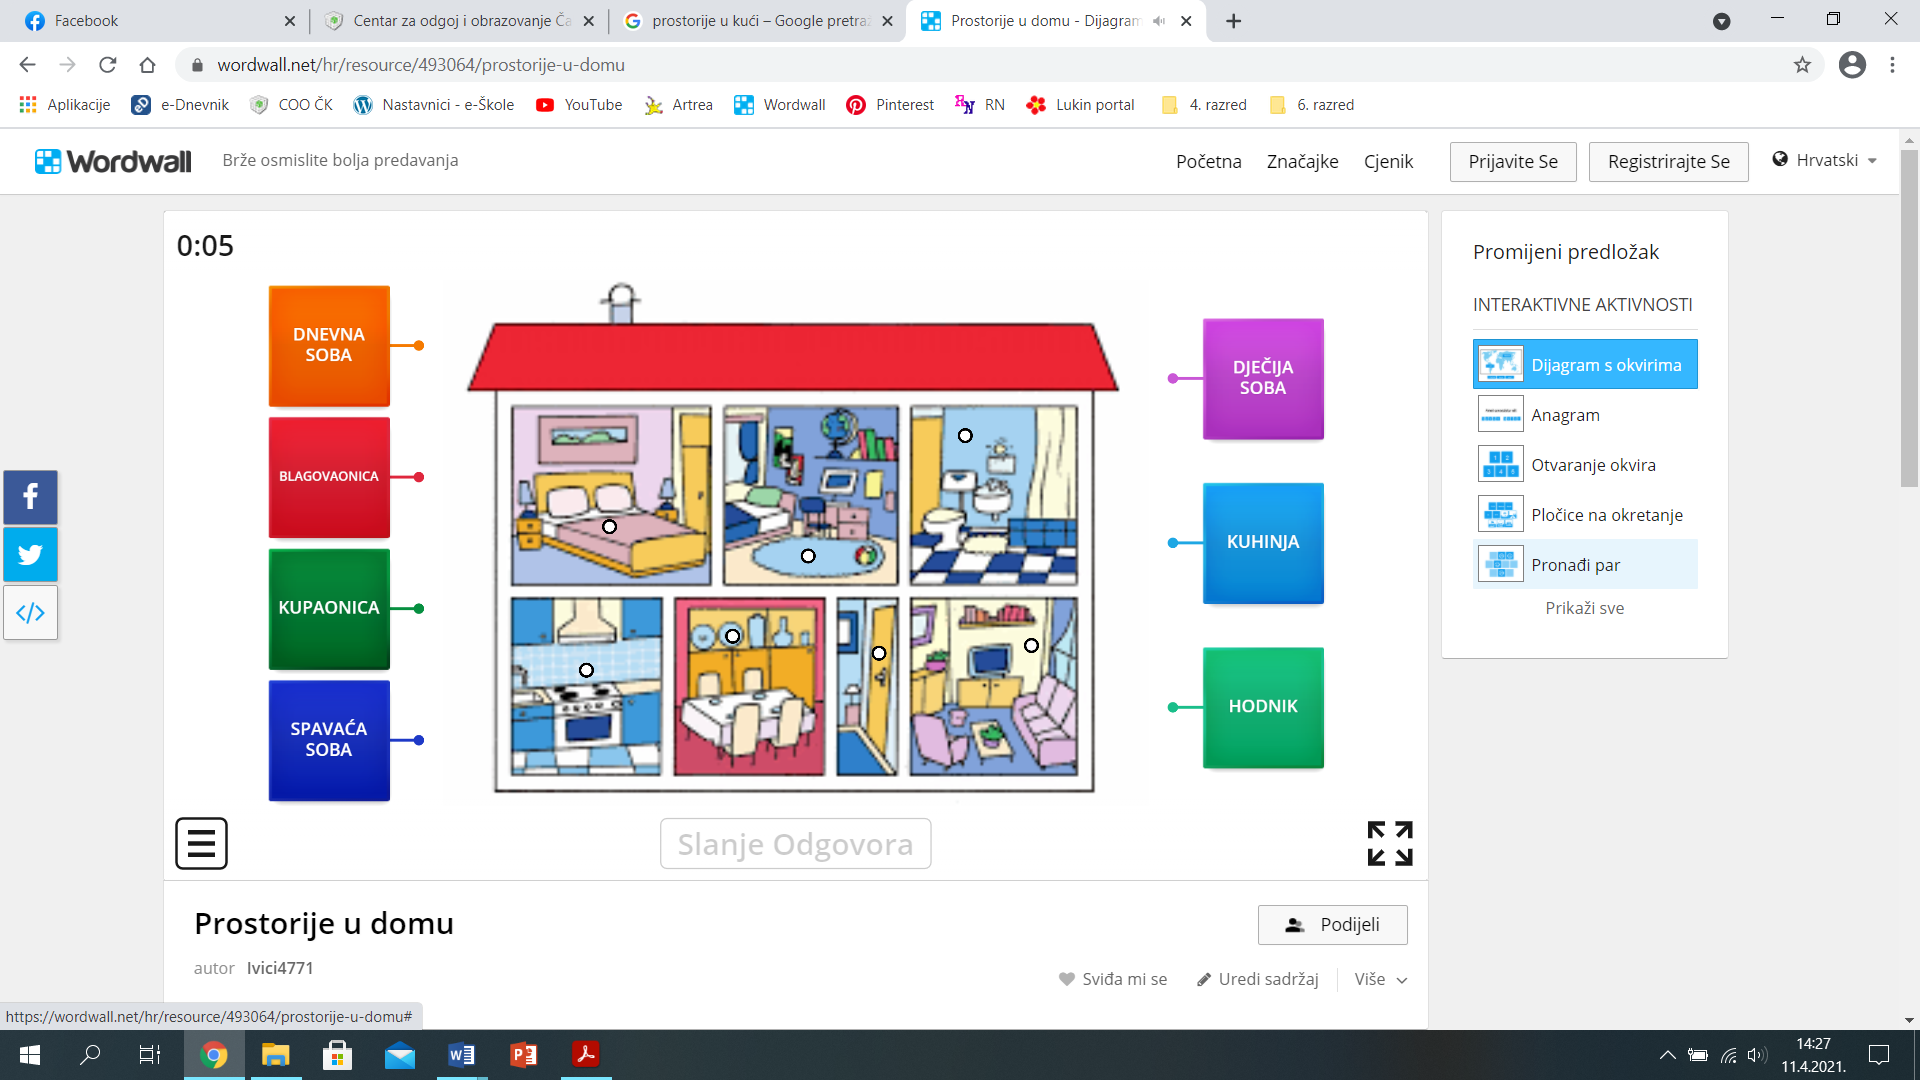 Facebook
Centar za odgoj i obrazovanje Ča
prostorije u kući – Google pretraž
Prostorije u domu - Dijagram
wordwall.net/hr/resource/493064/prostorije-u-domu
Aplikacije
e-Dnevnik
COO ČK
Nastavnici - e-Škole
YouTube
Artrea
Wordwall
Pinterest
RN
Lukin portal
4. razred
6. razred
Wordwall
Brže osmislite bolja predavanja
Početna
Značajke
Cjenik
Prijavite Se
Registrirajte Se
Hrvatski
0:05
DNEVNA
SOBA
BLAGOVAONICA
KUPAONICA
SPAVAĆA
SOBA
DJEČIJA
SOBA
KUHINJA
HODNIK
Slanje Odgovora
Promijeni predložak
INTERAKTIVNE AKTIVNOSTI
Dijagram s okvirima
Anagram
Otvaranje okvira
Pločice na okretanje
Pronađi par
Prikaži sve
Prostorije u domu
Podijeli
autor Ivici4771
Sviđa mi se
Uredi sadržaj
Više
https://wordwall.net/hr/resource/493064/prostorije-u-domu#
14:27
11.4.2021.